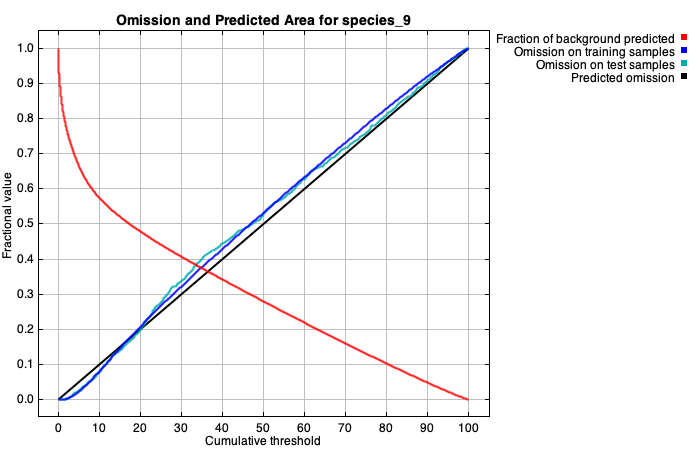 Omission and Predicted Area for species_9
Fraction of background predicted
Omission on training samples
Omission on test samples
Predicted omission
Fractional value
1.0
0.9
0.8
0.7
0.6
0.5
0.4
0.3
0.2
0.1
0.0
0 10 20 30 40 50 60 70 80 90 100
Cumulative threshold